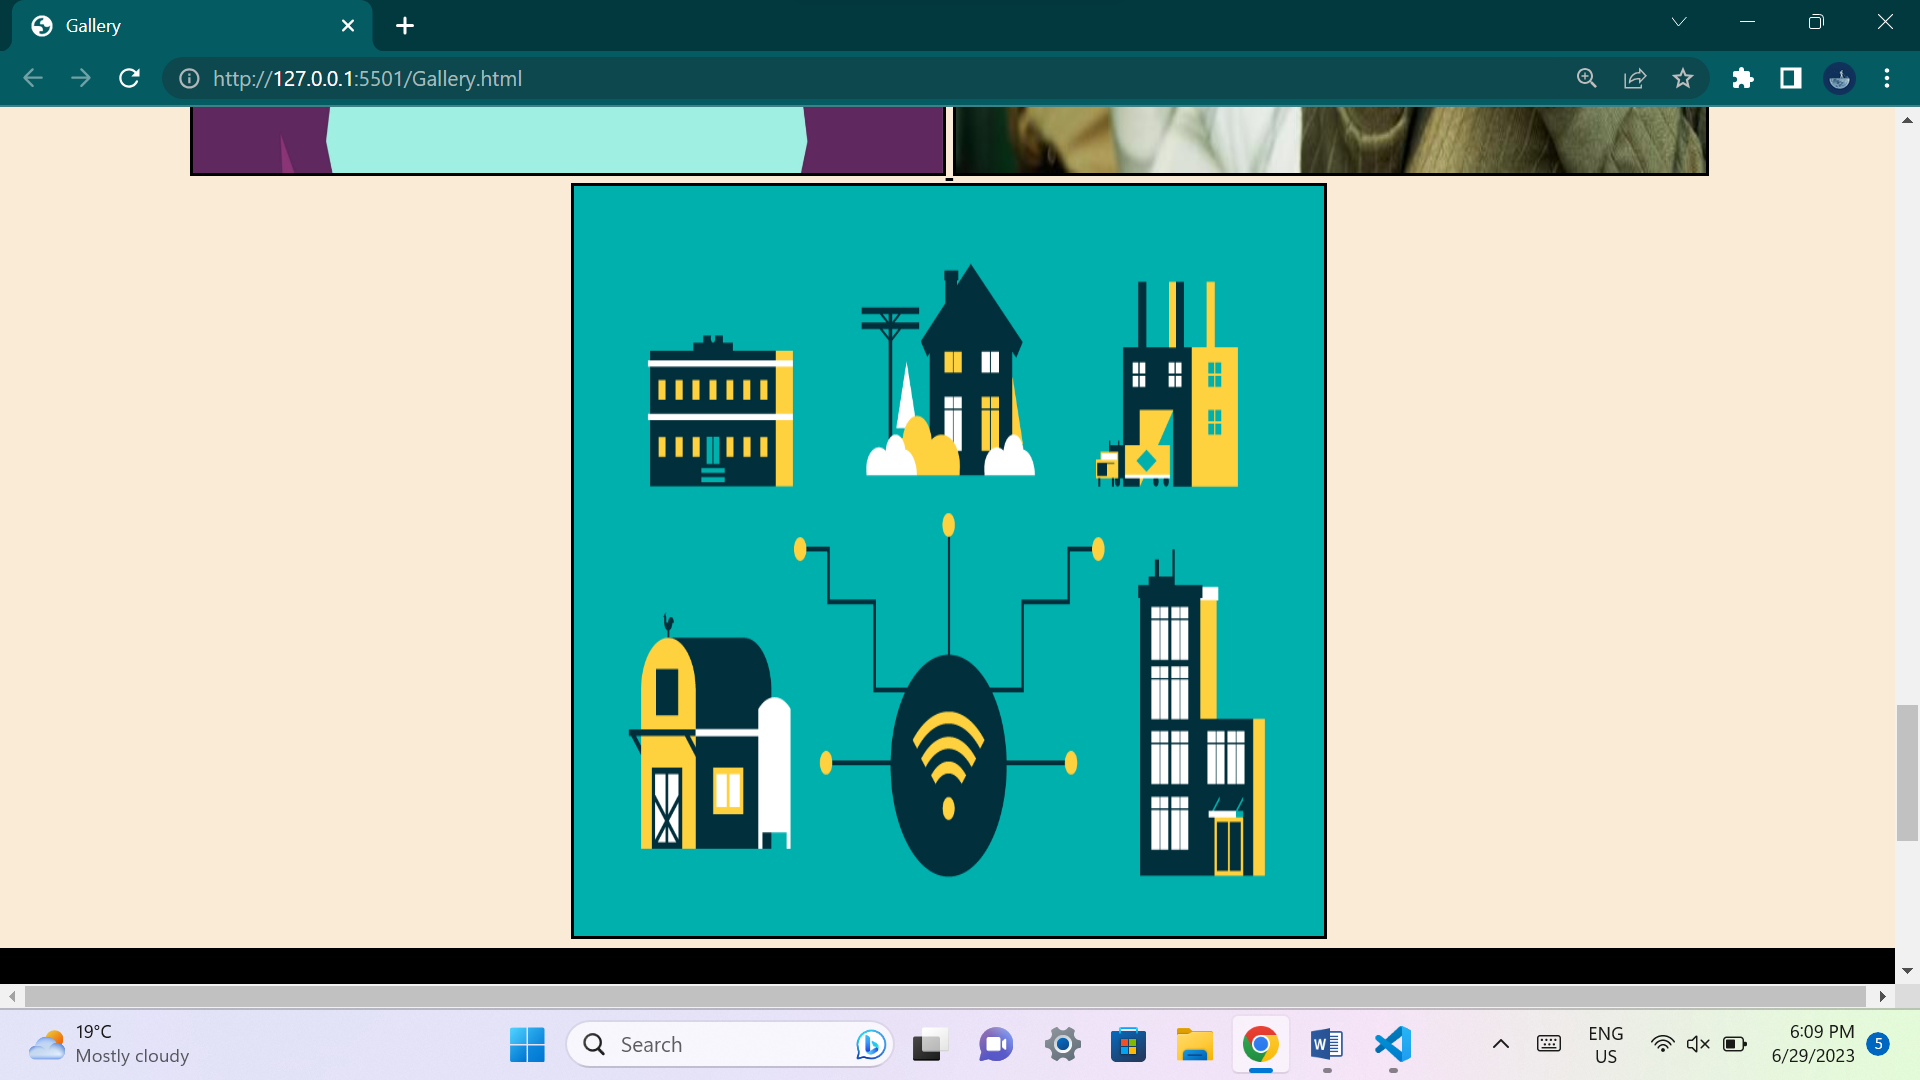 Gallery
http://127.0.0.1:5501/Gallery.html
19°C
Mostly cloudy
Search
W
ENG
US
6:09 PM
6/29/2023
5